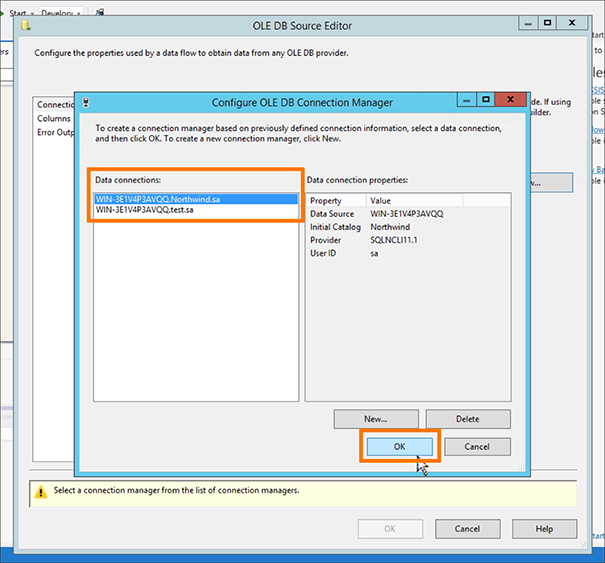 Start
Develop
OLE DB Source Editor
Configure the properties used by a data flow to obtain data from any OLE DB provider.
Connectio
Columns
Error Outp
de. If using
uilder.
w...
Configure OLE DB Connection Manager
To create a connection manager based on previously defined connection information, select a data connection,
and then click OK. To create a new connection manager, click New.
Data connections:
WIN-3E1V4P3AVQQ.Northwind.sa
WIN-3E1V4P3AVQQ.test.sa
Data connection properties:
Property Value
Data Source WIN-3E1V4P3AVQQ
Initial Catalog Northwind
Provider SQLNCLI11.1
User ID sa
New... Delete
OK Cancel
Select a connection manager from the list of connection managers.
OK Cancel Help